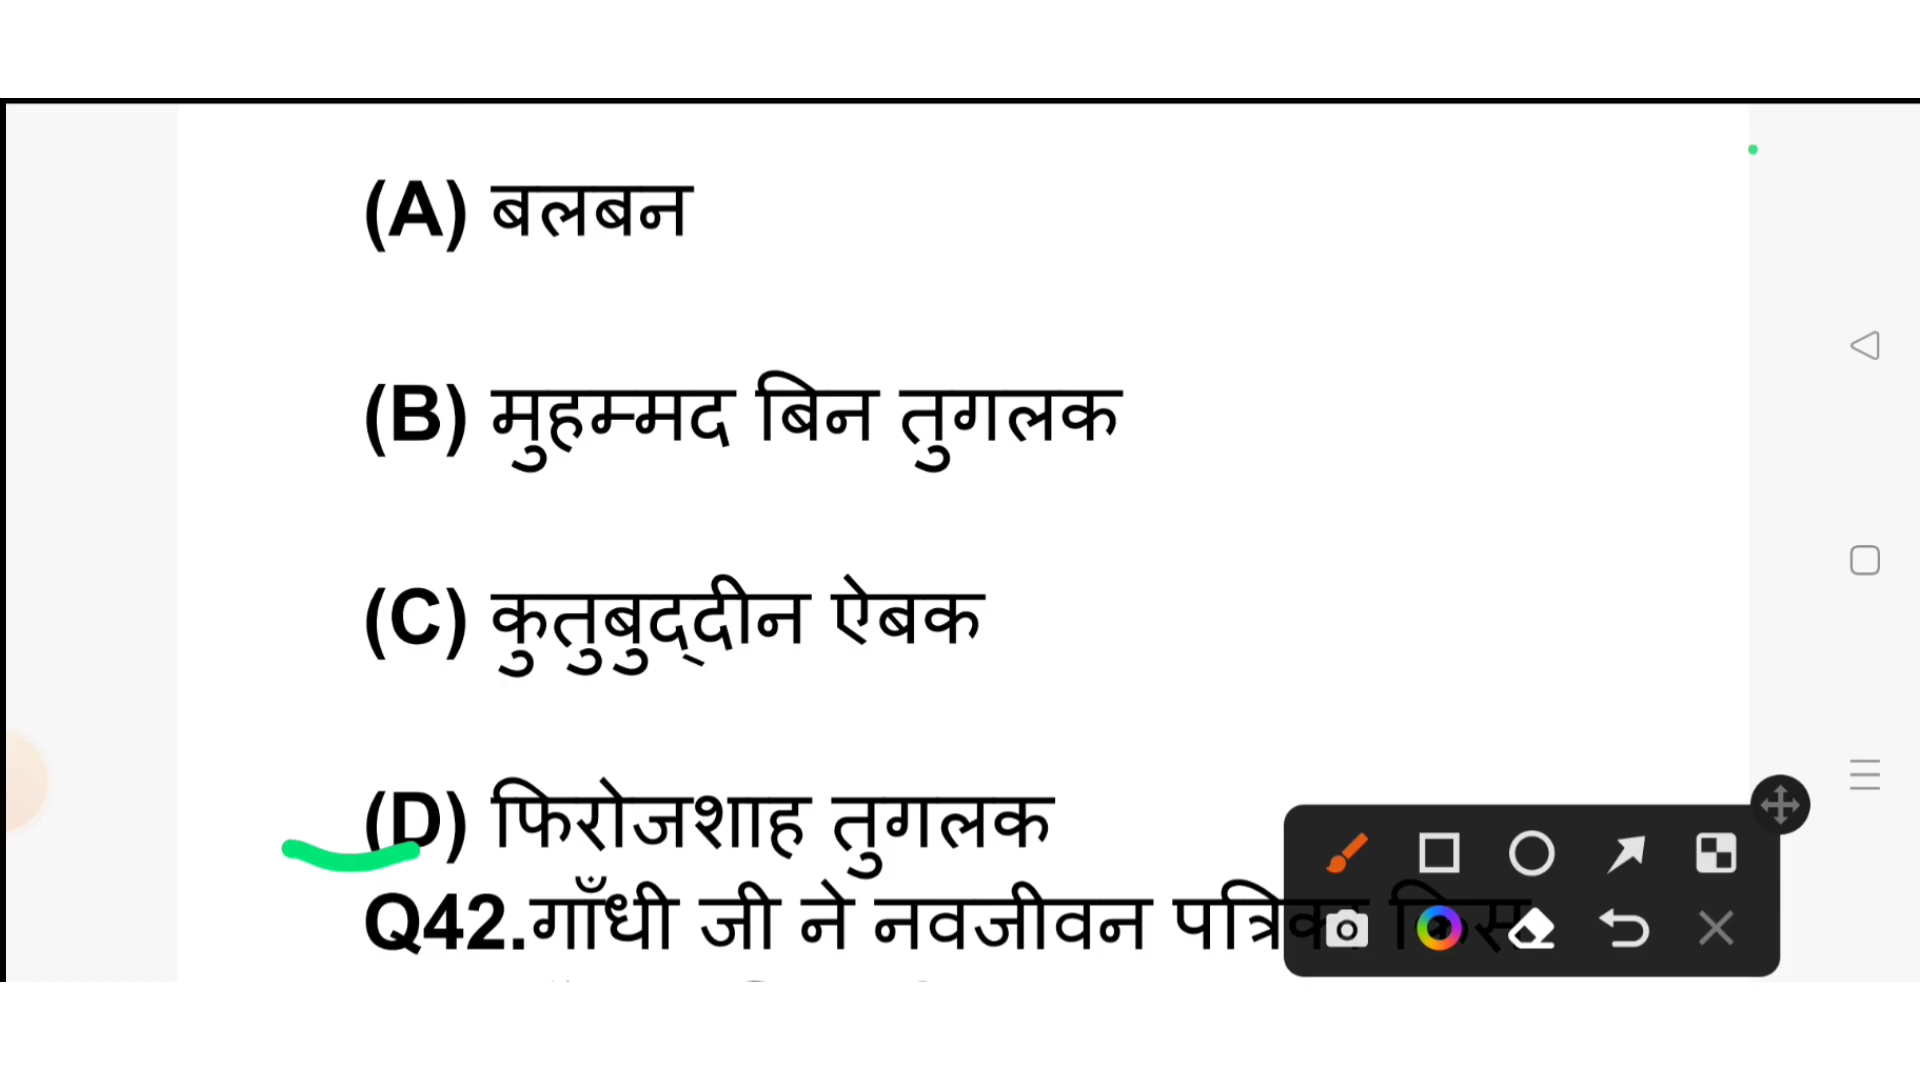 (A) बलबन
(B) मुहम्मद बिन तुगलक
(C) कुतुबुद्दीन ऐबक
(D) फिरोजशाह तुगलक
Q42.गाँधी जी ने नवजीवन पत्रिका किस